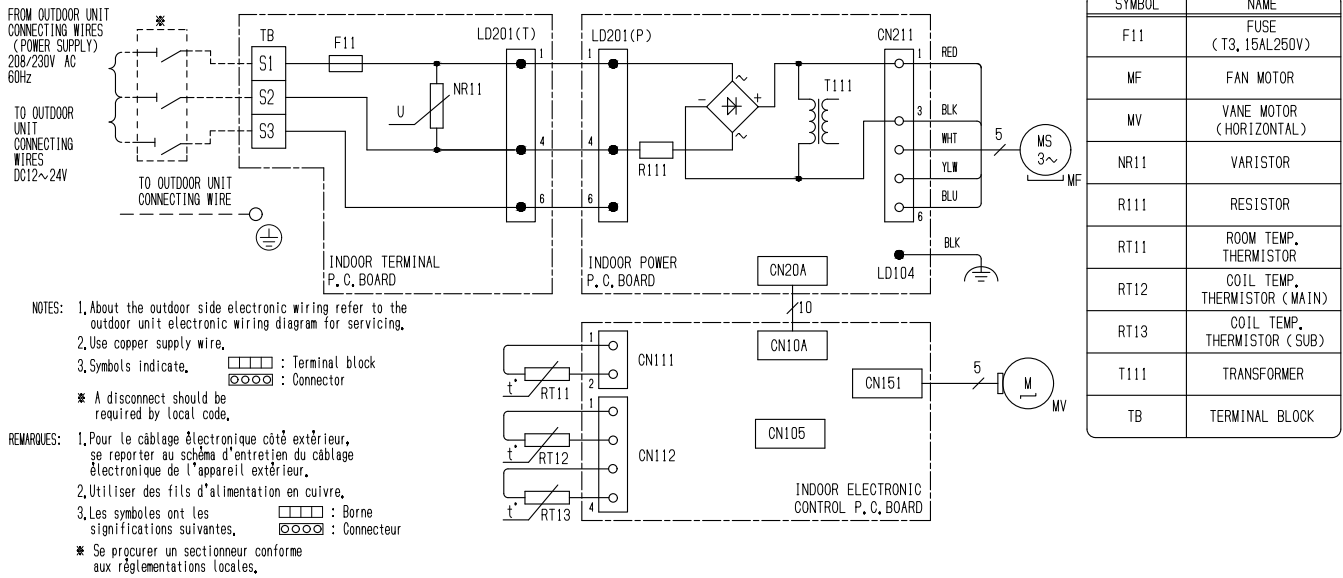 FROM OUTDOOR UNIT
CONNECTING WIRES
(POWER SUPPLY)
208/230V AC
60Hz
TO OUTDOOR
UNIT
CONNECTING
WIRES
DC12~24V
※
TB
S1
S2
S3
F11
U
NR11
LD201(T)
1
4
6
TO OUTDOOR UNIT
CONNECTING WIRE
INDOOR TERMINAL
P.C.BOARD
LD201(P)
1
4
6
R111
~
-
+
~
T111
CN211
1
3
6
RED
BLK
WHT
YLW
BLU
5
MS
3~
MF
BLK
LD104
INDOOR POWER
P.C.BOARD
CN20A
10
CN10A
CN111
1
2
t°
RT11
CN112
1
4
t°
RT12
t°
RT13
CN151
5
M
MV
CN105
INDOOR ELECTRONIC
CONTROL P.C.BOARD
NOTES: 1.About the outdoor side electronic wiring refer to the
outdoor unit electronic wiring diagram for servicing.
2.Use copper supply wire.
3.Symbols indicate. : Terminal block
: Connector
※ A disconnect should be
required by local code.
REMARQUES: 1.Pour le câblage électronique côté extérieur,
se reporter au schéma d'entretien du câblage
électronique de l'appareil extérieur.
2.Utiliser des fils d'alimentation en cuivre.
3.Les symboles ont les : Borne
significations suivantes. : Connecteur
※ Se procurer un sectionneur conforme
aux réglementations locales.
SYMBOL NAME
F11 FUSE
(T3.15AL250V)
MF FAN MOTOR
MV VANE MOTOR
(HORIZONTAL)
NR11 VARISTOR
R111 RESISTOR
RT11 ROOM TEMP.
THERMISTOR
RT12 COIL TEMP.
THERMISTOR (MAIN)
RT13 COIL TEMP.
THERMISTOR (SUB)
T111 TRANSFORMER
TB TERMINAL BLOCK